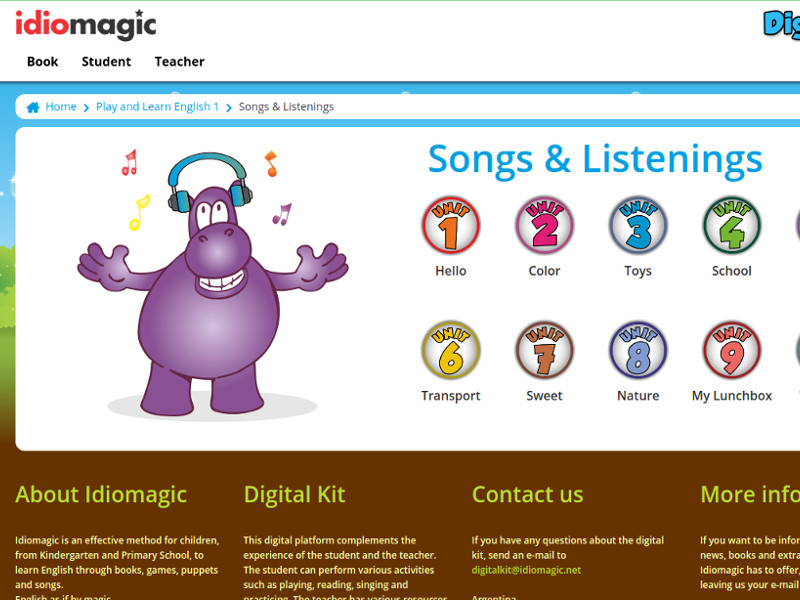 idiomagic
Dig
Book Student Teacher
Home Play and Learn English 1 Songs & Listenings
Songs & Listenings
UNIT 1 UNIT 2 UNIT 3 UNIT 4
Hello Color Toys School
UNIT 6 UNIT 7 UNIT 8 UNIT 9
Transport Sweet Nature My Lunchbox
About Idiomagic
Idiomagic is an effective method for children,
from Kindergarten and Primary School, to
learn English through books, games, puppets
and songs.
English as if by magic
Digital Kit
This digital platform complements the
experience of the student and the teacher.
The student can perform various activities
such as playing, reading, singing and
practicing. The teacher has various resources
Contact us
If you have any questions about the digital
kit, send an e-mail to
digitalkit@idiomagic.net
Argentina
More info
If you want to be infor
news, books and extra
Idiomagic has to offer,
leaving us your e-mail